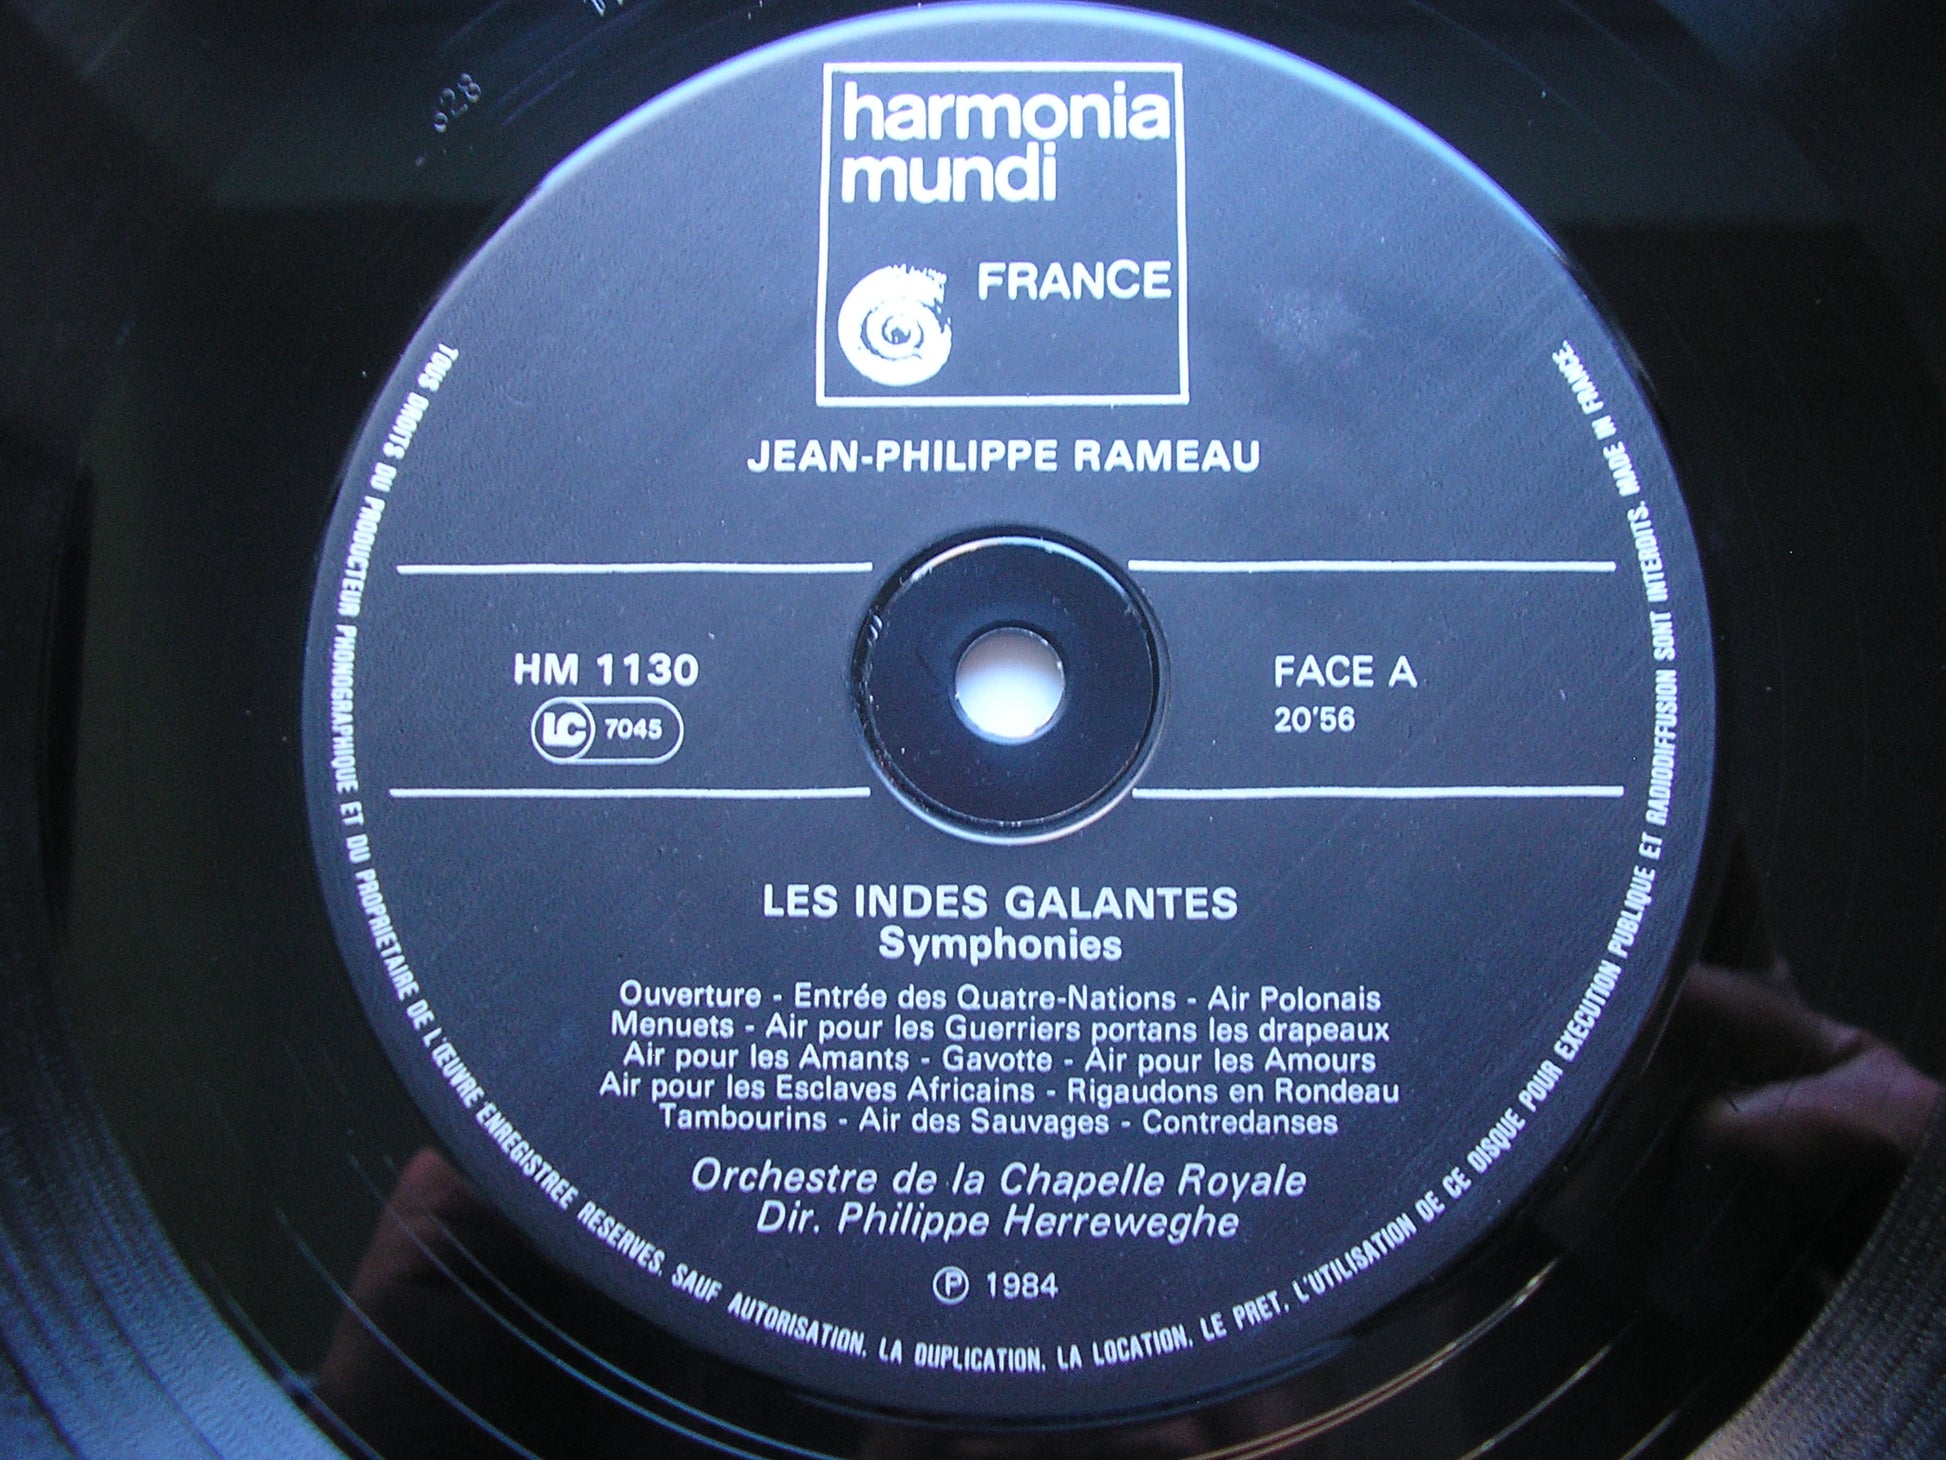 harmonia
mundi
FRANCE
JEAN-PHILIPPE RAMEAU
HM 1130
LC 7045
FACE A
20'56
LES INDES GALANTES
Symphonies
Ouverture - Entrée des Quatre-Nations - Air Polonais
Menuets - Air pour les Guerriers portans les drapeaux
Air pour les Amants - Gavotte - Air pour les Amours
Air pour les Esclaves Africains - Rigaudons en Rondeau
Tambourins - Air des Sauvages - Contredanses
Orchestre de la Chapelle Royale
Dir. Philippe Herreweghe
℗ 1984
TOUS DROITS DU PRODUCTEUR PHONOGRAPHIQUE ET DU PROPRIETAIRE DE L'ŒUVRE ENREGISTREE RESERVES. SAUF AUTORISATION, LA DUPLICATION, LA LOCATION, LE PRET, L'UTILISATION DE CE DISQUE POUR EXECUTION PUBLIQUE ET RADIODIFFUSION SONT INTERDITS. MADE IN FRANCE.